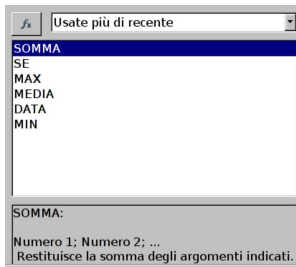 fx Usate più di recente
SOMMA
SE
MAX
MEDIA
DATA
MIN
SOMMA:
Numero 1; Numero 2; ...
Restituisce la somma degli argomenti indicati.